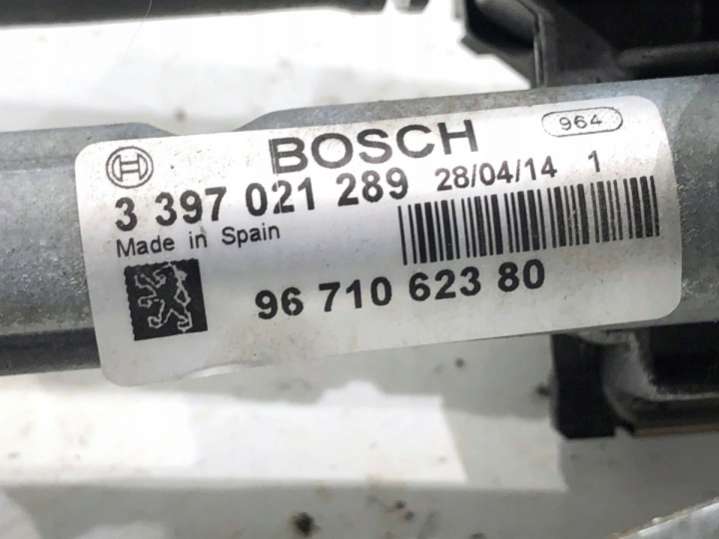 BOSCH 964
3 397 021 289 28/04/14 1
Made in Spain
96 710 623 80